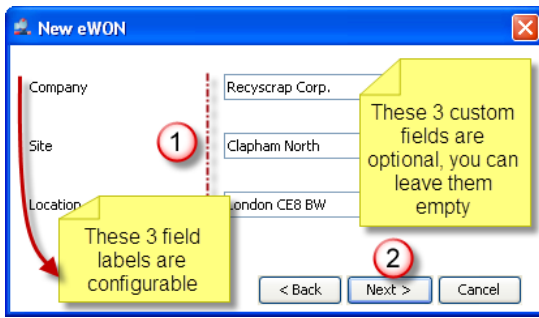 New eWON
Company
Recyscrap Corp.
These 3 custom
fields are
optional, you can
leave them
empty
1
Site
Clapham North
Location
London CE8 BW
These 3 field
labels are
configurable
2
< Back
Next >
Cancel